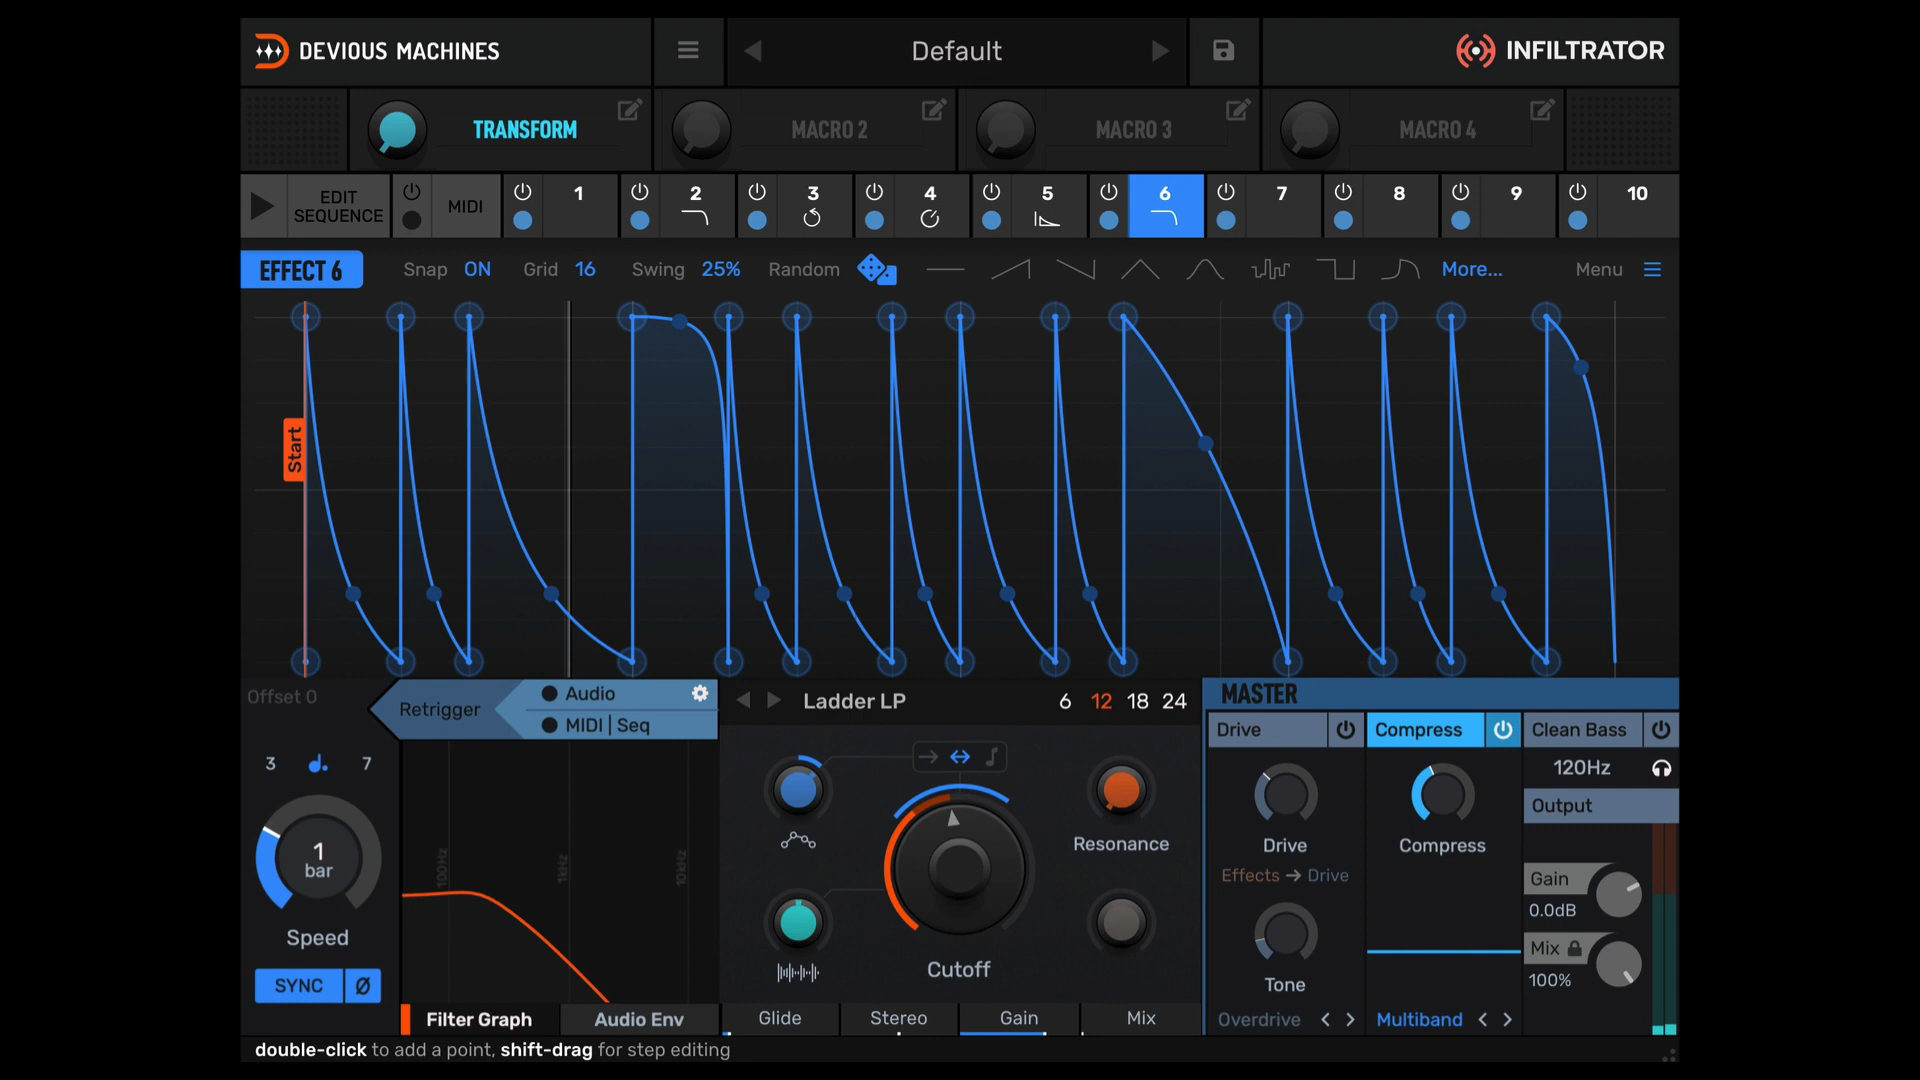 DEVIOUS MACHINES
Default
INFILTRATOR
TRANSFORM
MACRO 2
MACRO 3
MACRO 4
EDIT
SEQUENCE
MIDI
1
2
3
4
5
6
7
8
9
10
EFFECT 6
Snap ON
Grid 16
Swing 25%
Random
More...
Menu
Start
Offset 0
Retrigger
Audio
MIDI | Seq
Ladder LP
6 12 18 24
MASTER
Drive
Compress
Clean Bass
120Hz
Output
3
7
1
bar
Speed
SYNC
Ø
100Hz
1kHz
10kHz
Resonance
Cutoff
Drive
Effects → Drive
Tone
Overdrive
Compress
Multiband
Gain
0.0dB
Mix
100%
Filter Graph
Audio Env
Glide
Stereo
Gain
Mix
double-click to add a point, shift-drag for step editing